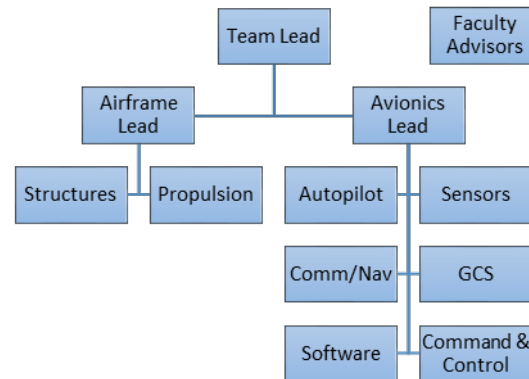 Team Lead
Faculty
Advisors
Airframe
Lead
Avionics
Lead
Structures
Propulsion
Autopilot
Sensors
Comm/Nav
GCS
Software
Command &
Control